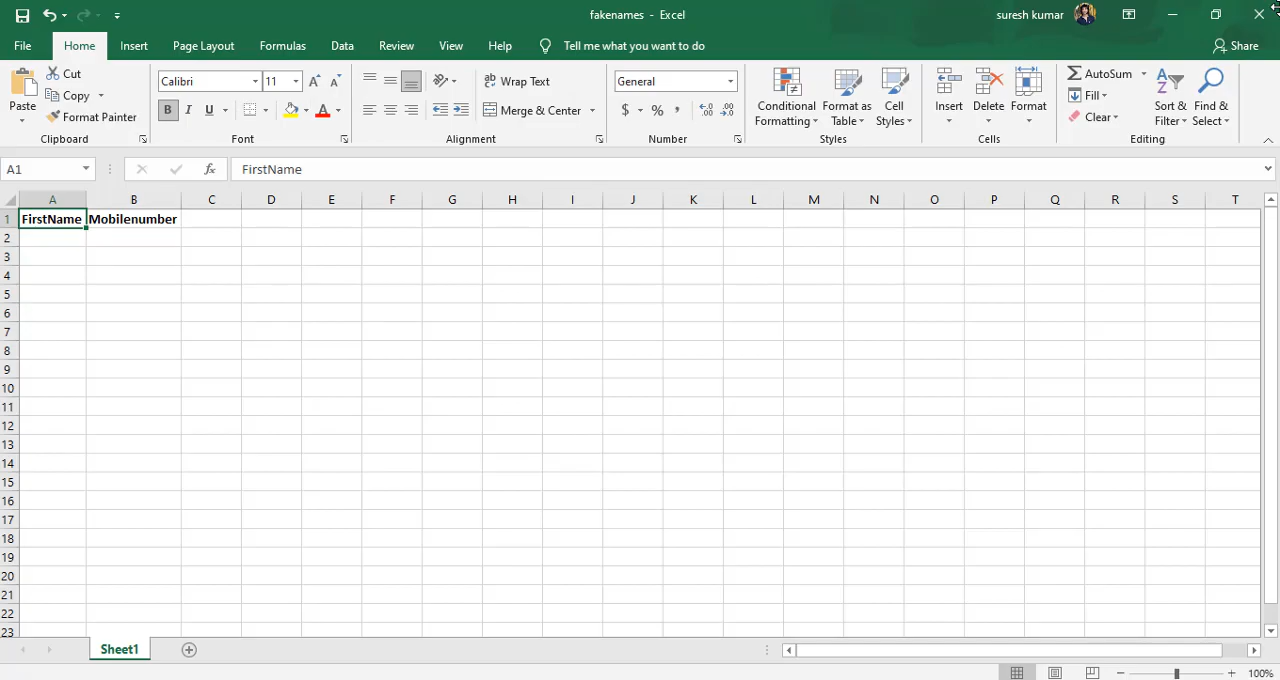 fakenames - Excel
suresh kumar
File Home Insert Page Layout Formulas Data Review View Help Tell me what you want to do Share
Paste
Cut
Copy
Format Painter
Clipboard
Calibri 11
B I U A
Font
Wrap Text
Merge & Center
Alignment
General
$ % ,
Number
Conditional Formatting
Format as Table
Cell Styles
Styles
Insert Delete Format
Cells
AutoSum
Fill
Clear
Sort & Filter
Find & Select
Editing
A1 fx FirstName
A B C D E F G H I J K L M N O P Q R S T
1 FirstName Mobilenumber
2
3
4
5
6
7
8
9
10
11
12
13
14
15
16
17
18
19
20
21
22
23
Sheet1
100%